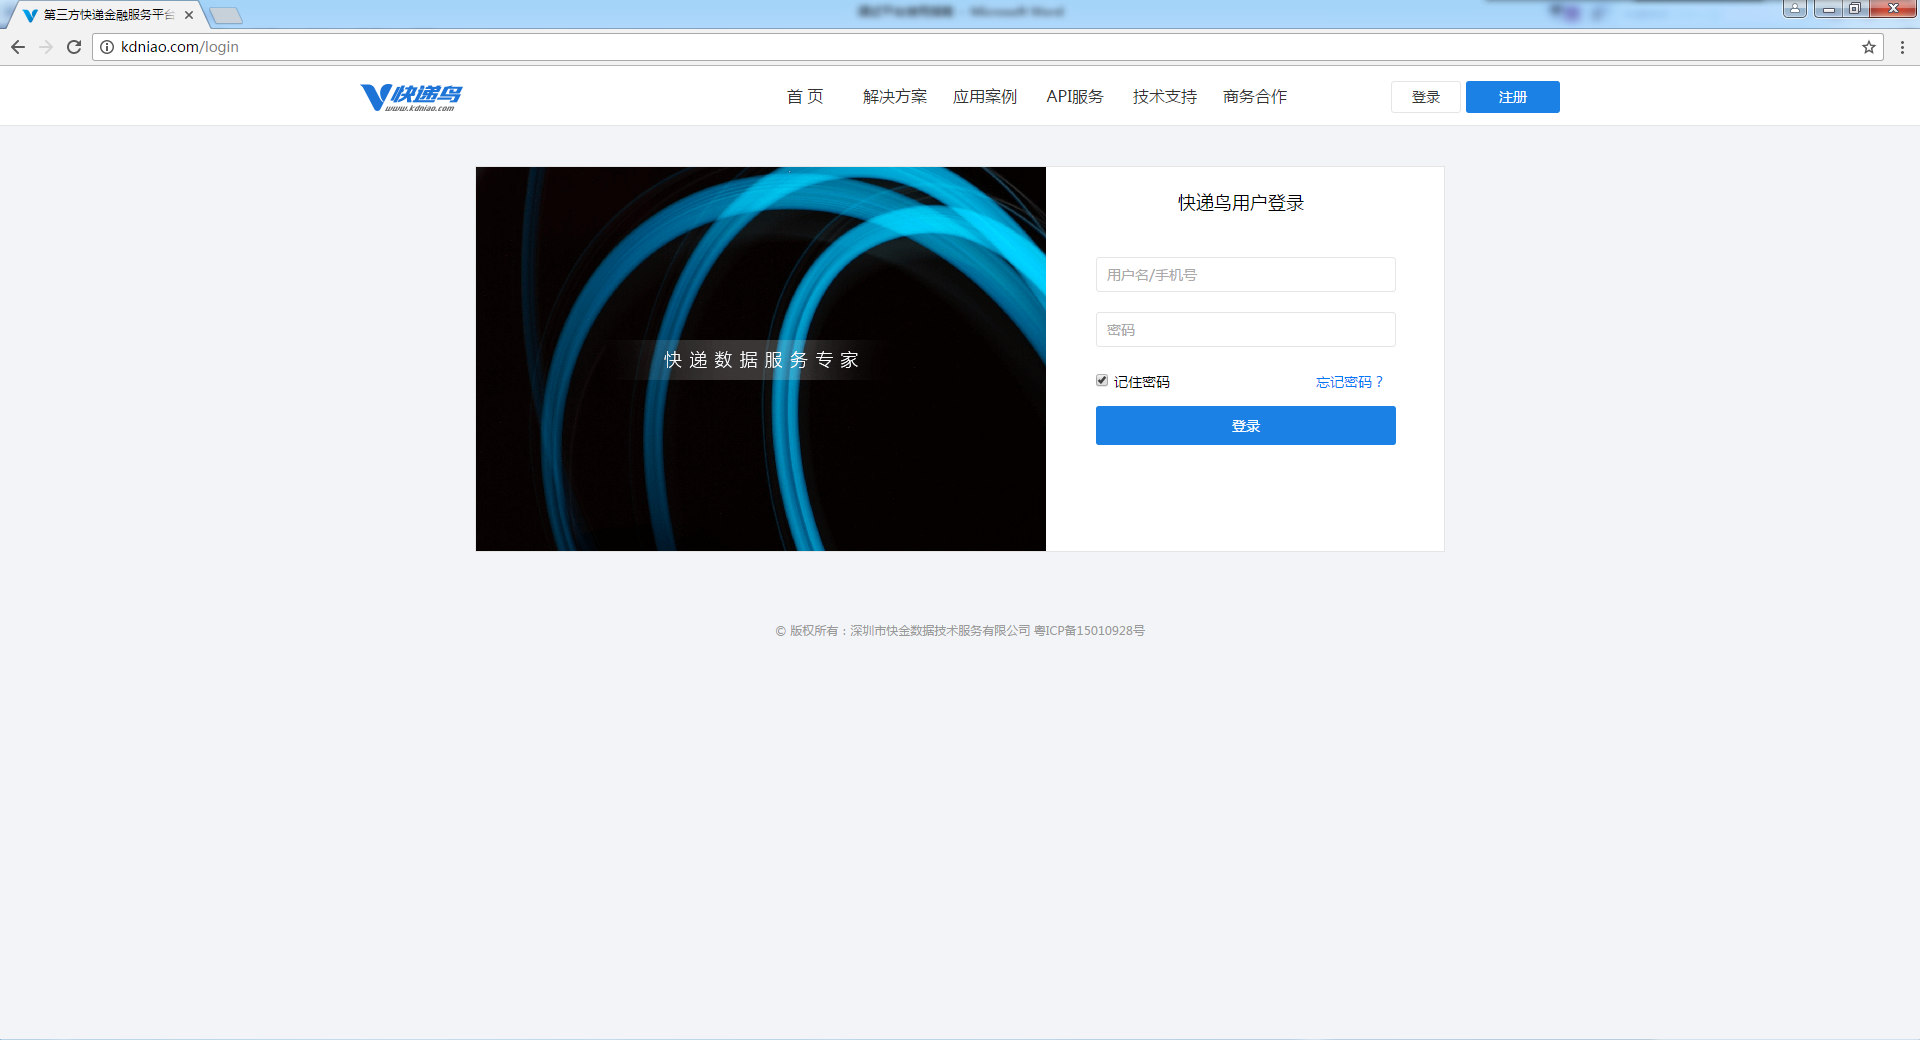 第三方快递金融服务平台
kdniao.com/login
快递鸟
www.kdniao.com
首 页 解决方案 应用案例 API服务 技术支持 商务合作 登录 注册
快递数据服务专家
快递鸟用户登录
用户名/手机号
密码
记住密码 忘记密码？
登录
© 版权所有：深圳市快金数据技术服务有限公司 粤ICP备15010928号